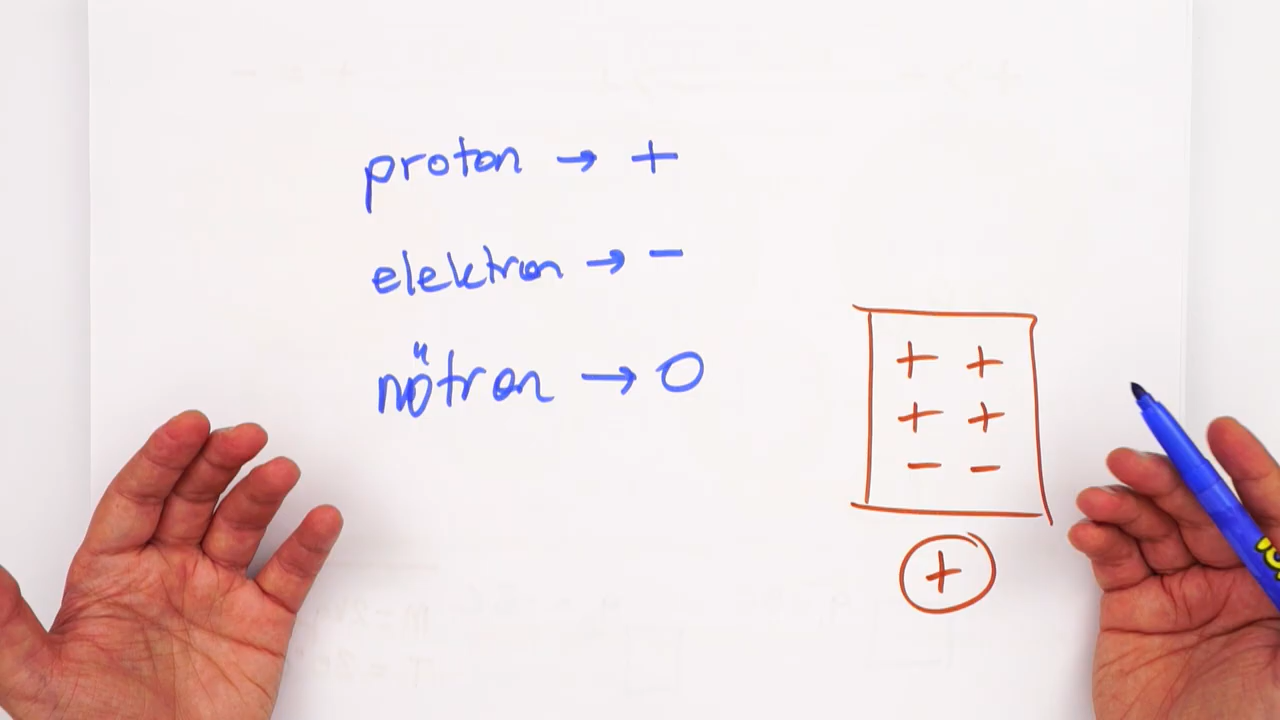 proton → +
elektron → -
nötron → 0
+ +
+ +
- -
+